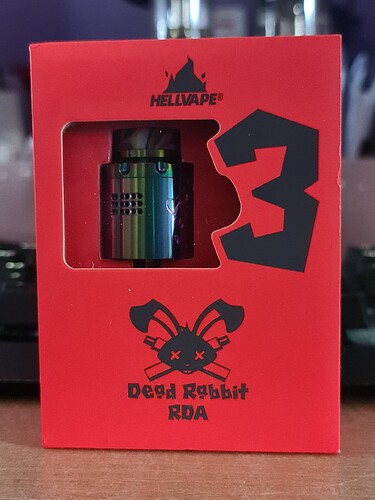 HELLVAPE®
3
Dead Rabbit
RDA